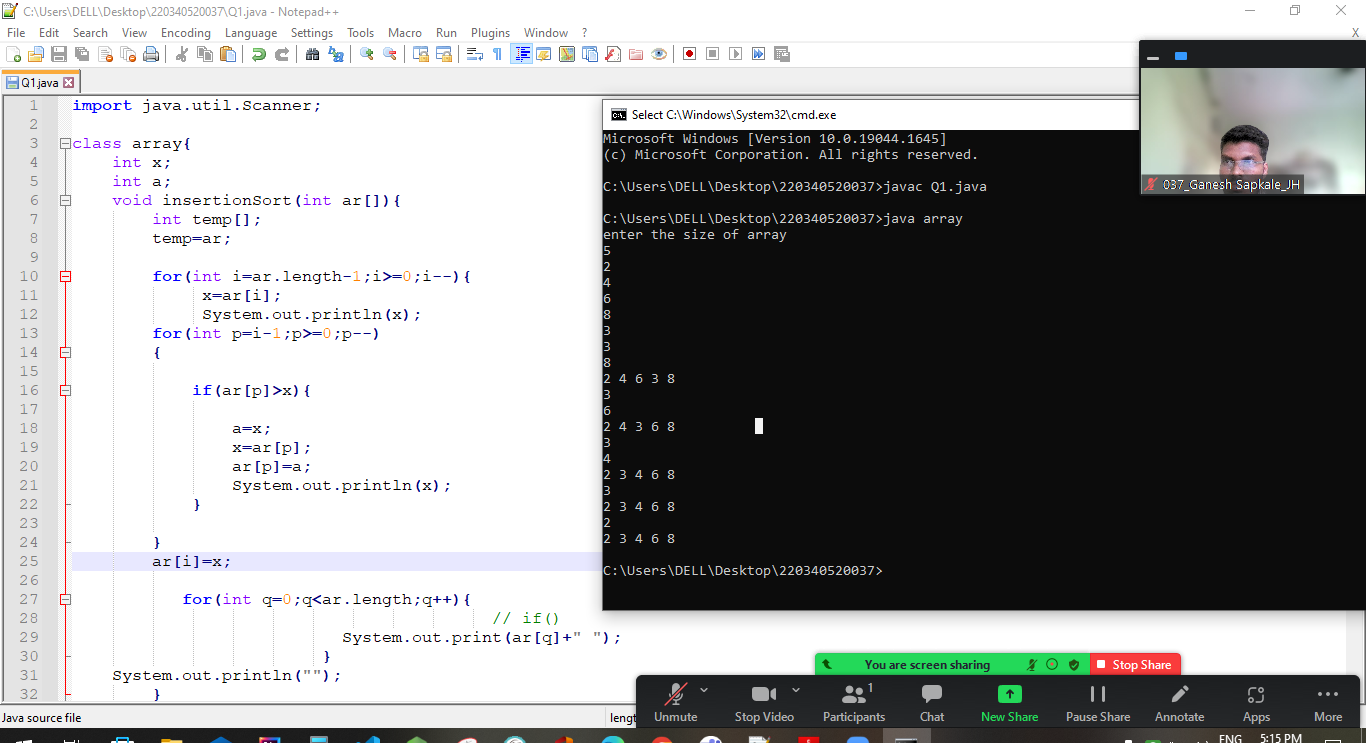 C:\Users\DELL\Desktop\220340520037\Q1.java - Notepad++
File Edit Search View Encoding Language Settings Tools Macro Run Plugins Window ?
X
Q1.java
1 import java.util.Scanner;
2
3 class array{
4 int x;
5 int a;
6 void insertionSort(int ar[]){
7 int temp[];
8 temp=ar;
9
10 for(int i=ar.length-1;i>=0;i--){
11 x=ar[i];
12 System.out.println(x);
13 for(int p=i-1;p>=0;p--)
14 {
15
16 if(ar[p]>x){
17
18 a=x;
19 x=ar[p];
20 ar[p]=a;
21 System.out.println(x);
22 }
23
24 }
25 ar[i]=x;
26
27 for(int q=0;q<ar.length;q++){
28 // if()
29 System.out.print(ar[q]+" ");
30 }
31 System.out.println("");
32 }
Java source file
lengt
Select C:\Windows\System32\cmd.exe
Microsoft Windows [Version 10.0.19044.1645]
(c) Microsoft Corporation. All rights reserved.
C:\Users\DELL\Desktop\220340520037>javac Q1.java
C:\Users\DELL\Desktop\220340520037>java array
enter the size of array
5
2
4
6
8
3
3
8
2 4 6 3 8
3
6
2 4 3 6 8
3
4
2 3 4 6 8
3
2 3 4 6 8
2
2 3 4 6 8
C:\Users\DELL\Desktop\220340520037>
037_Ganesh Sapkale_JH
You are screen sharing
Stop Share
Unmute Stop Video Participants 1 Chat New Share Pause Share Annotate Apps More
ENG 5:15 PM